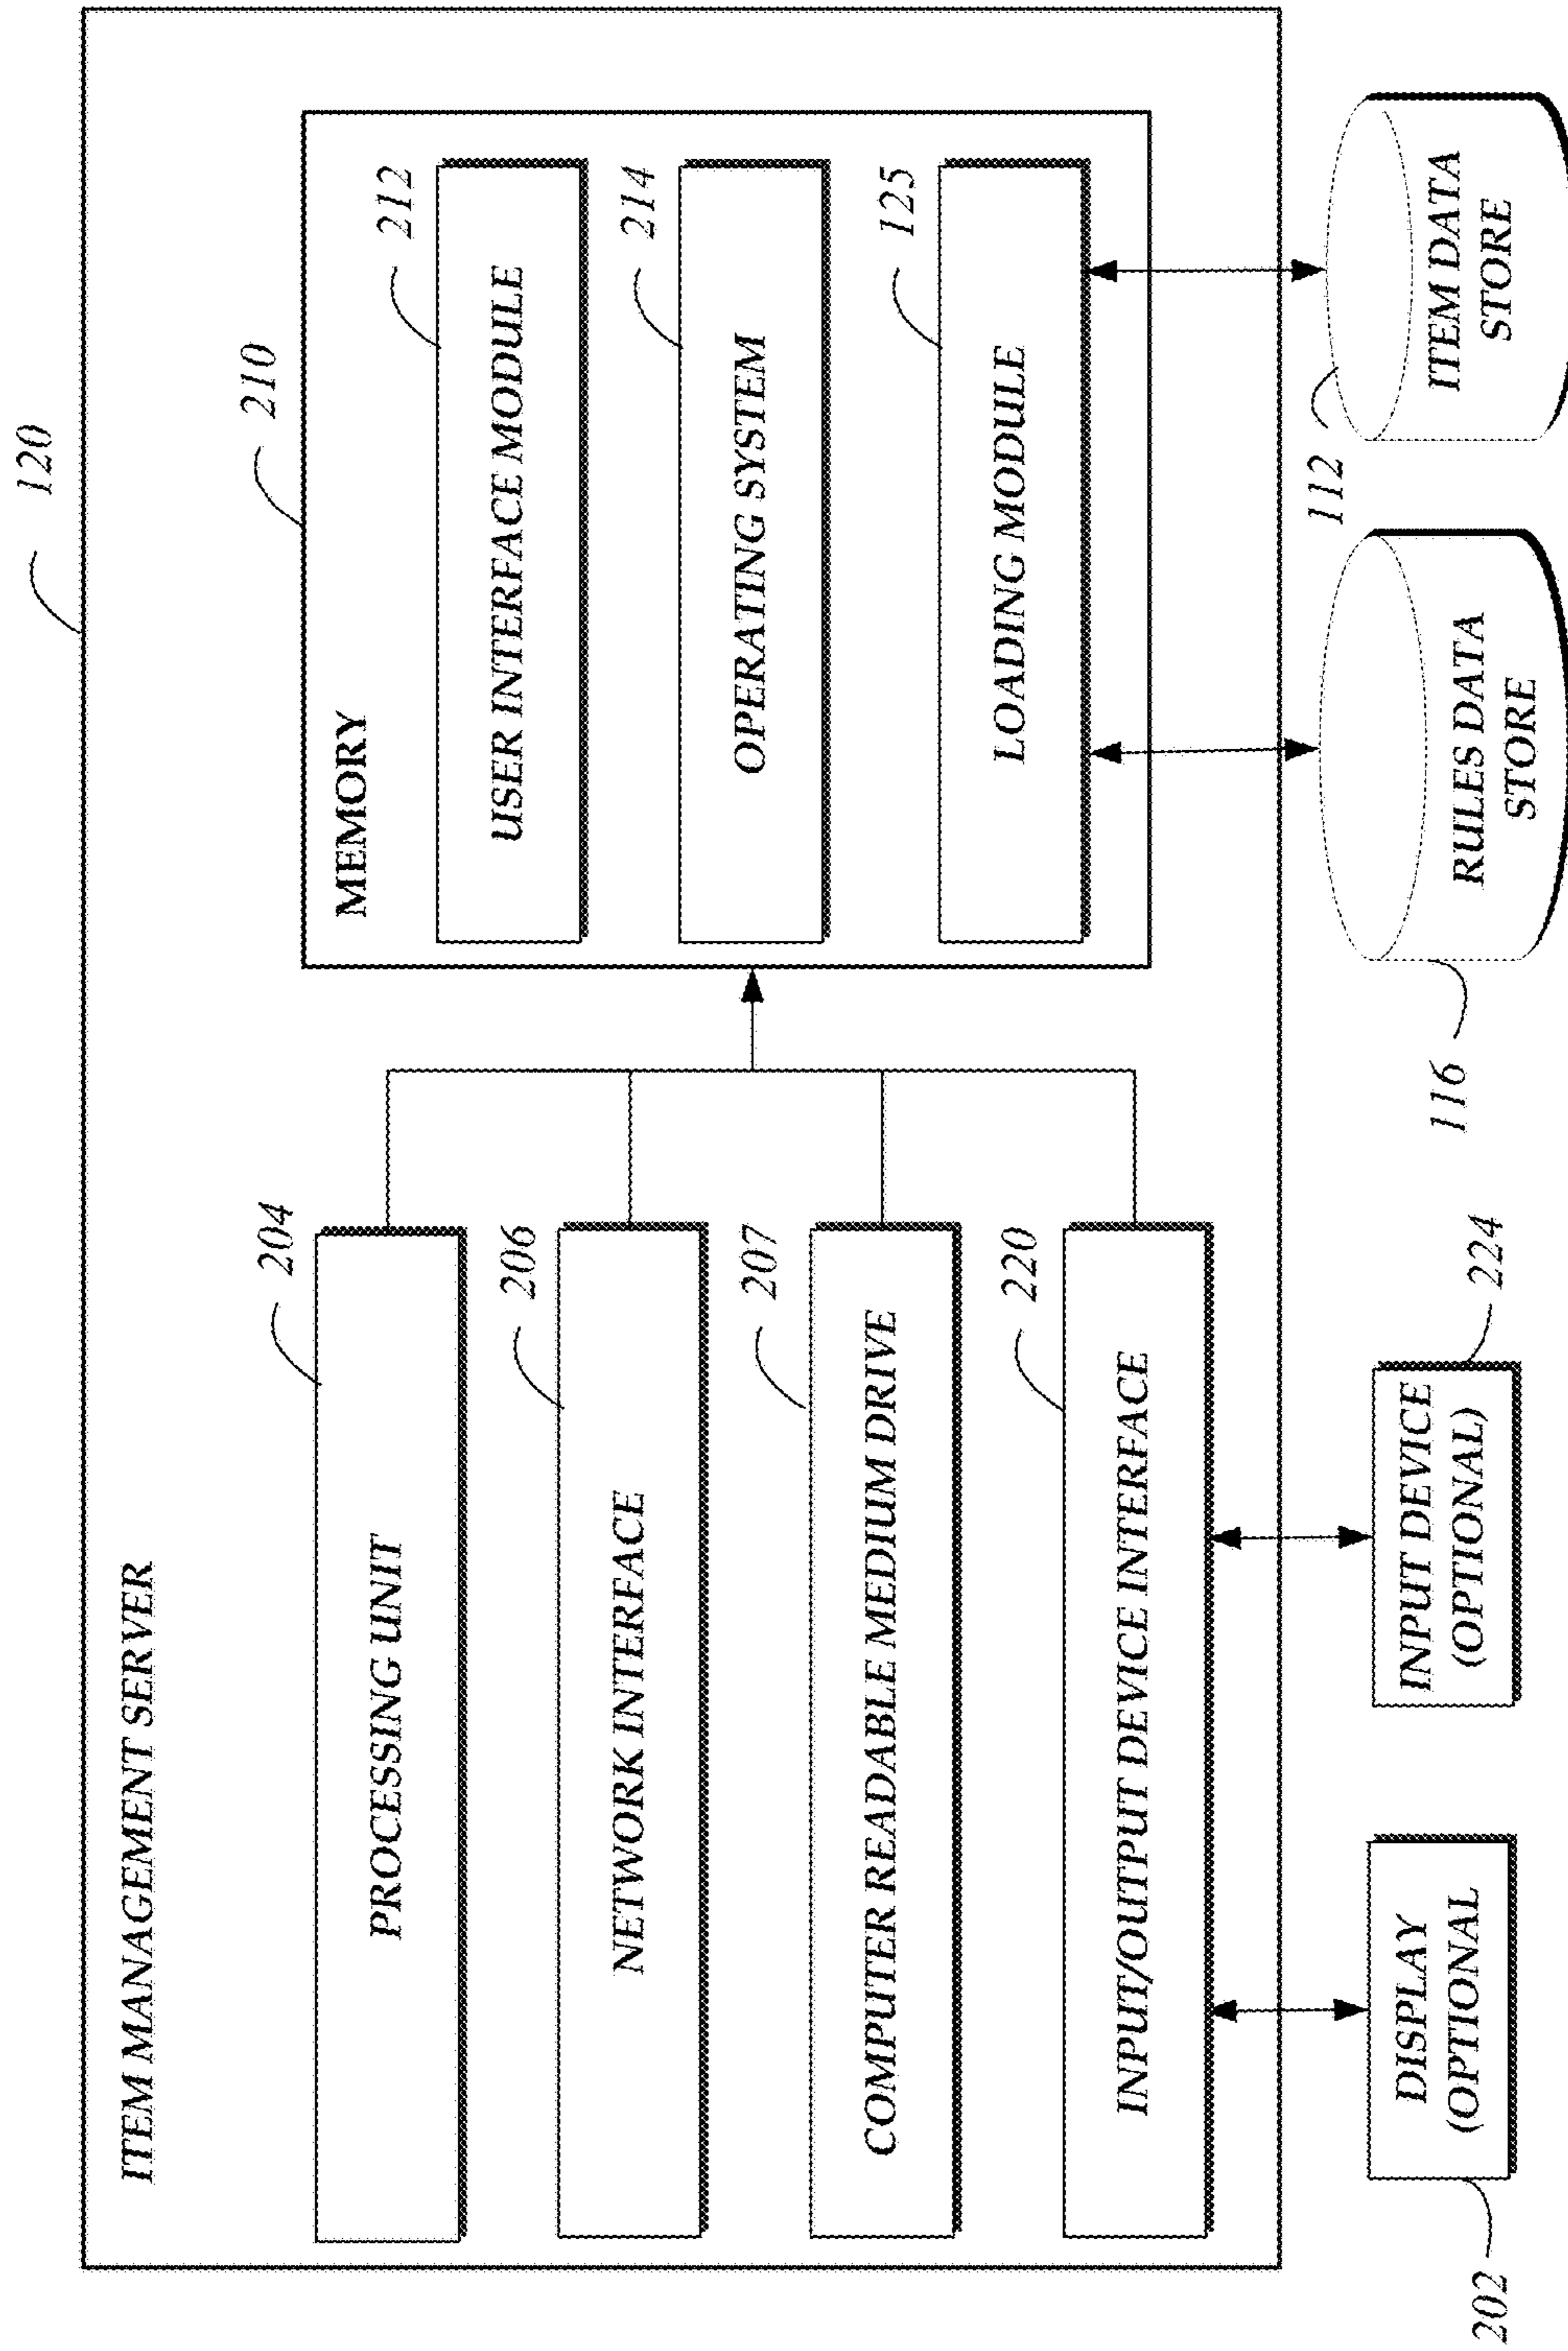 120
ITEM MANAGEMENT SERVER
204
PROCESSING UNIT
206
NETWORK INTERFACE
207
COMPUTER READABLE MEDIUM DRIVE
220
INPUT/OUTPUT DEVICE INTERFACE
210
MEMORY
212
USER INTERFACE MODULE
214
OPERATING SYSTEM
125
LOADING MODULE
202
DISPLAY
(OPTIONAL
224
INPUT DEVICE
(OPTIONAL)
116
RULES DATA
STORE
112
ITEM DATA
STORE